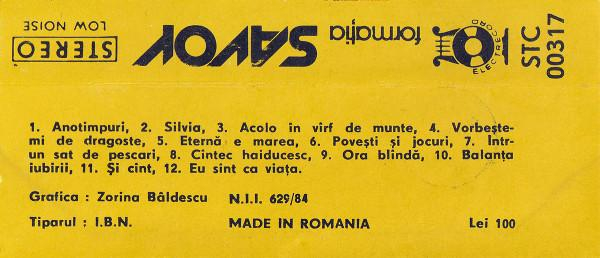 STEREO
LOW NOISE
formația
SAVOY
ELECTRECORD
STC
00317
1. Anotimpuri, 2. Silvia, 3. Acolo in virf de munte, 4. Vorbește-
mi de dragoste, 5. Eternă e marea, 6. Povești și jocuri, 7. Intr-
un sat de pescari, 8. Cintec haiducesc, 9. Ora blindă, 10. Balanța
iubirii, 11. Și cint, 12. Eu sint ca viața.
Grafica : Zorina Băldescu N.I.I. 629/84
Tiparul : I.B.N. MADE IN ROMANIA Lei 100